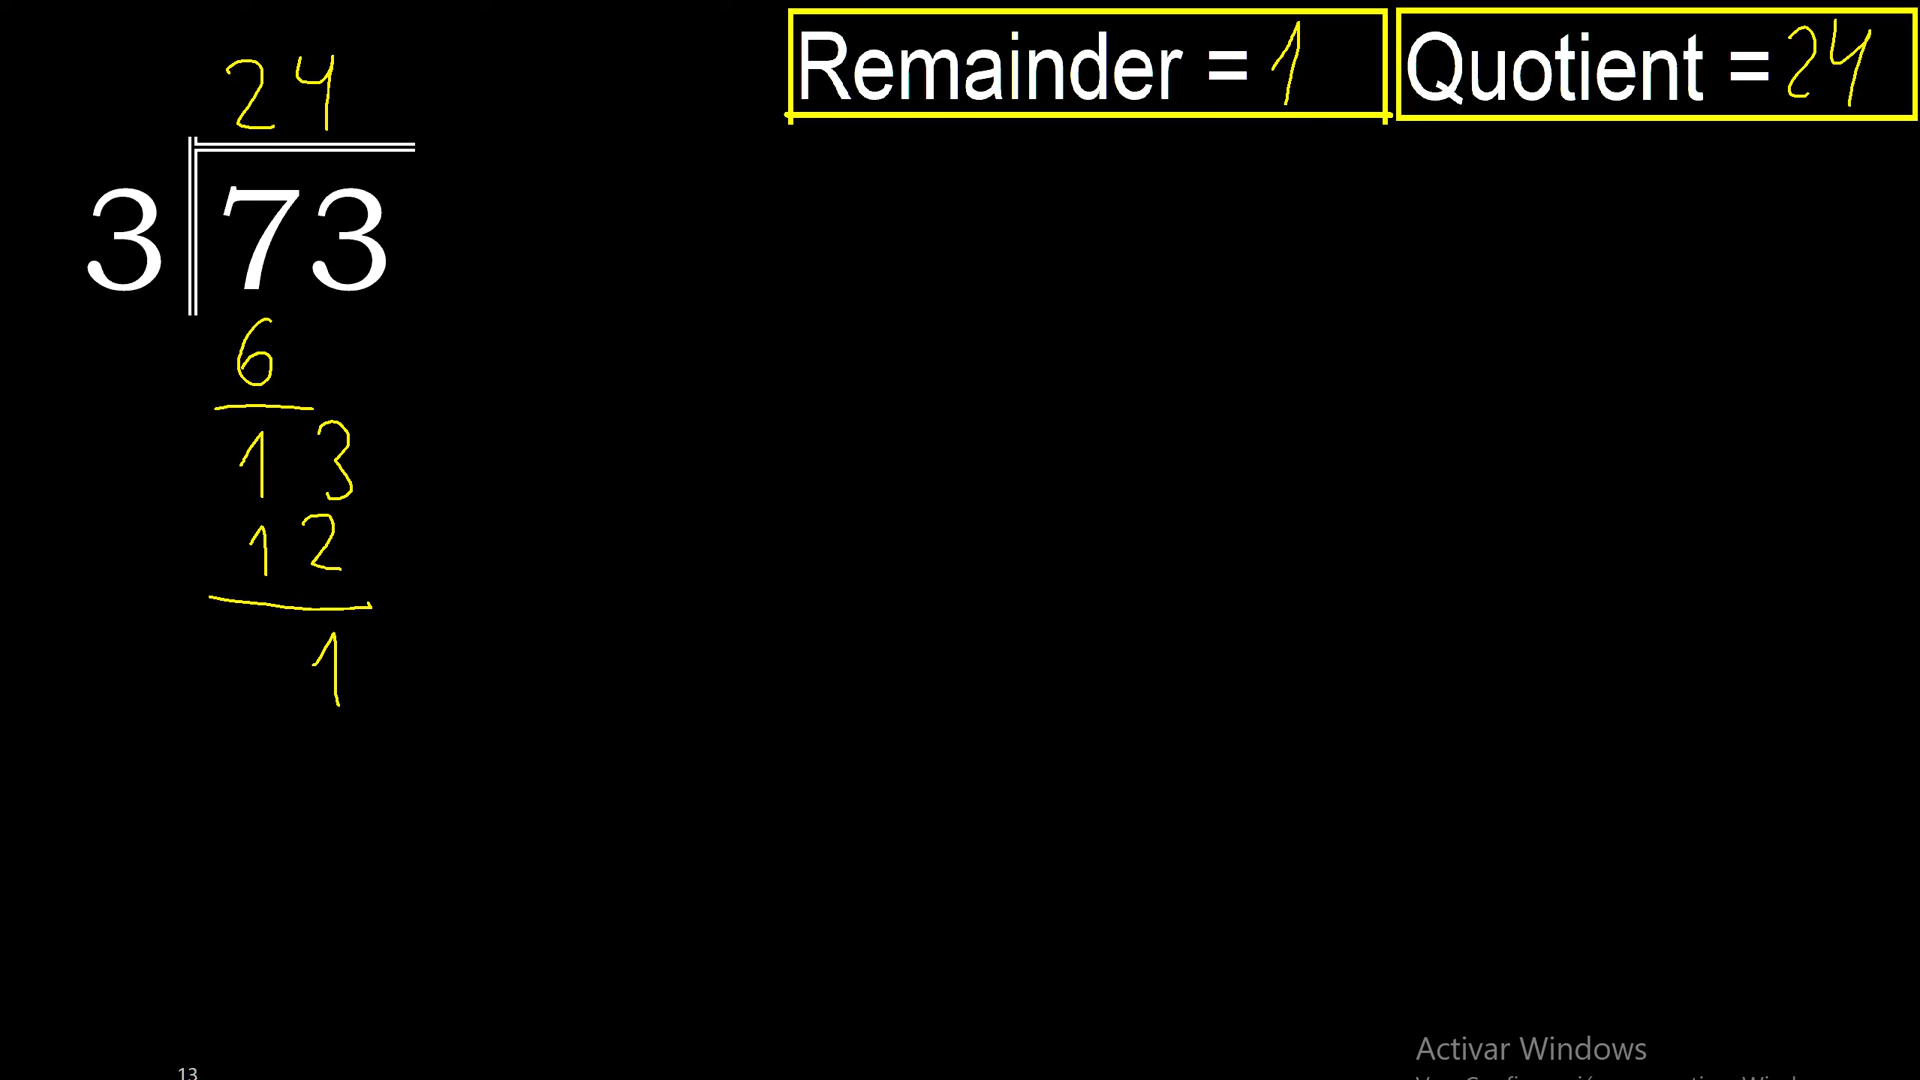 Remainder = 1
Quotient = 24
24
3 73
6
13
12
1
Activar Windows
13